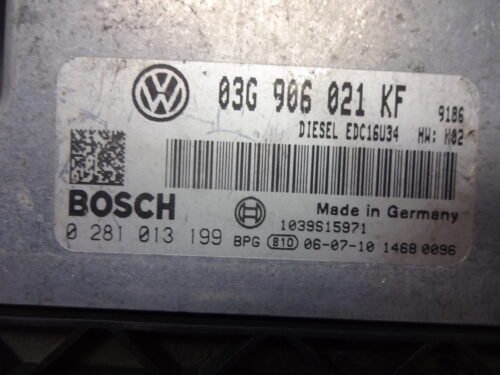 03G 906 021 KF 9186
DIESEL EDC16U34 HW: H02
BOSCH
Made in Germany
1039S15971
0 281 013 199 BPG 810 06-07-10 1468 0096